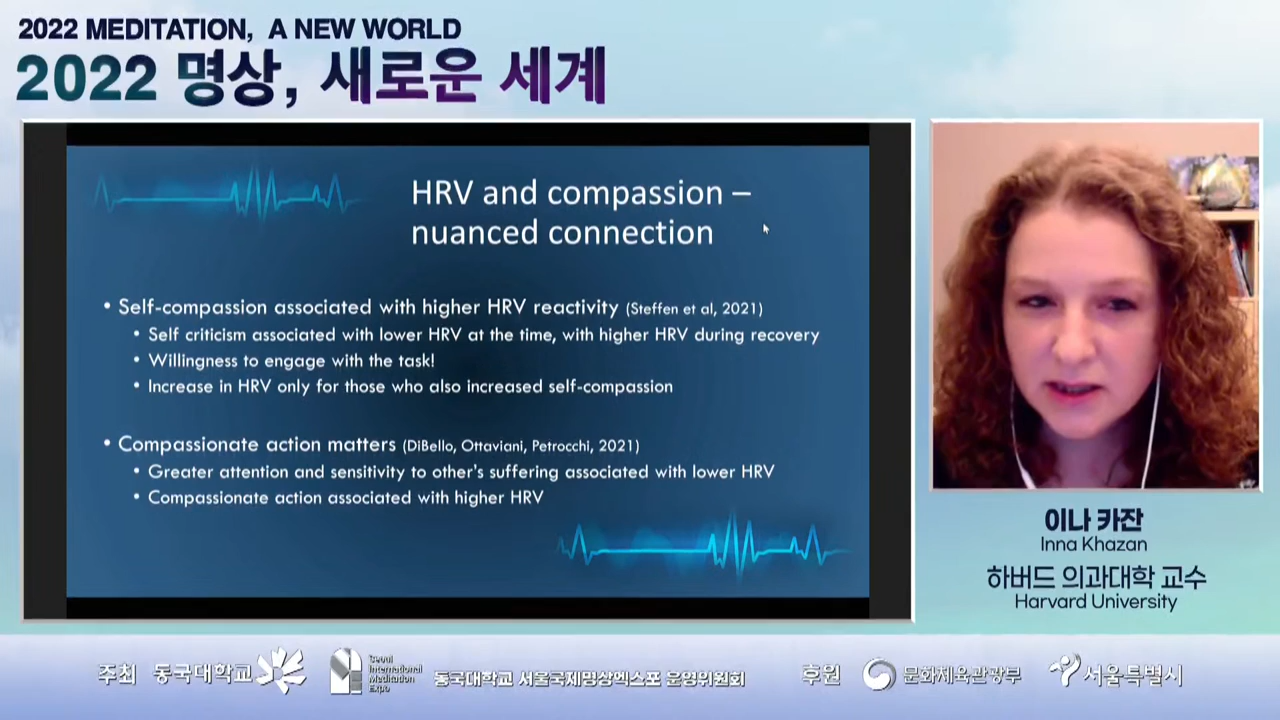 2022 MEDITATION, A NEW WORLD
2022 명상, 새로운 세계
HRV and compassion –
nuanced connection
• Self-compassion associated with higher HRV reactivity (Steffen et al, 2021)
• Self criticism associated with lower HRV at the time, with higher HRV during recovery
• Willingness to engage with the task!
• Increase in HRV only for those who also increased self-compassion
• Compassionate action matters (DiBello, Ottaviani, Petrocchi, 2021)
• Greater attention and sensitivity to other's suffering associated with lower HRV
• Compassionate action associated with higher HRV
이나 카잔
Inna Khazan
하버드 의과대학 교수
Harvard University
주최 동국대학교
Seoul
International
Meditation
Expo
동국대학교 서울국제명상엑스포 운영위원회
후원 문화체육관광부 서울특별시